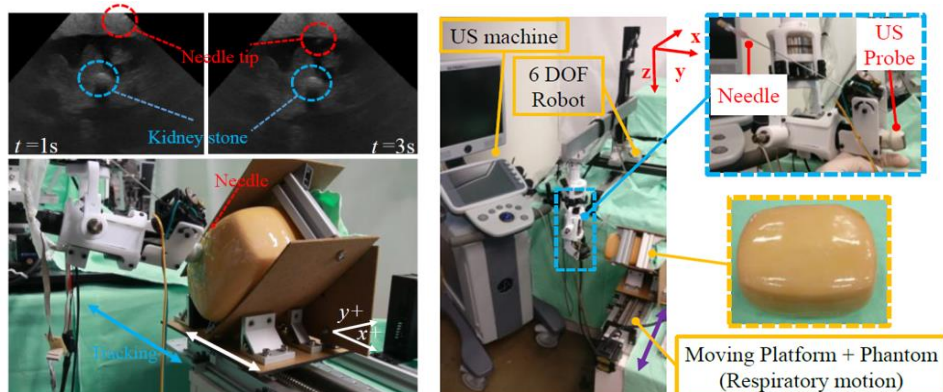 Needle tip
Kidney stone
t =1s
t =3s
Needle
Tracking
y+
x+
US machine
6 DOF
Robot
x
y
z
US
Probe
Needle
Moving Platform + Phantom
(Respiratory motion)